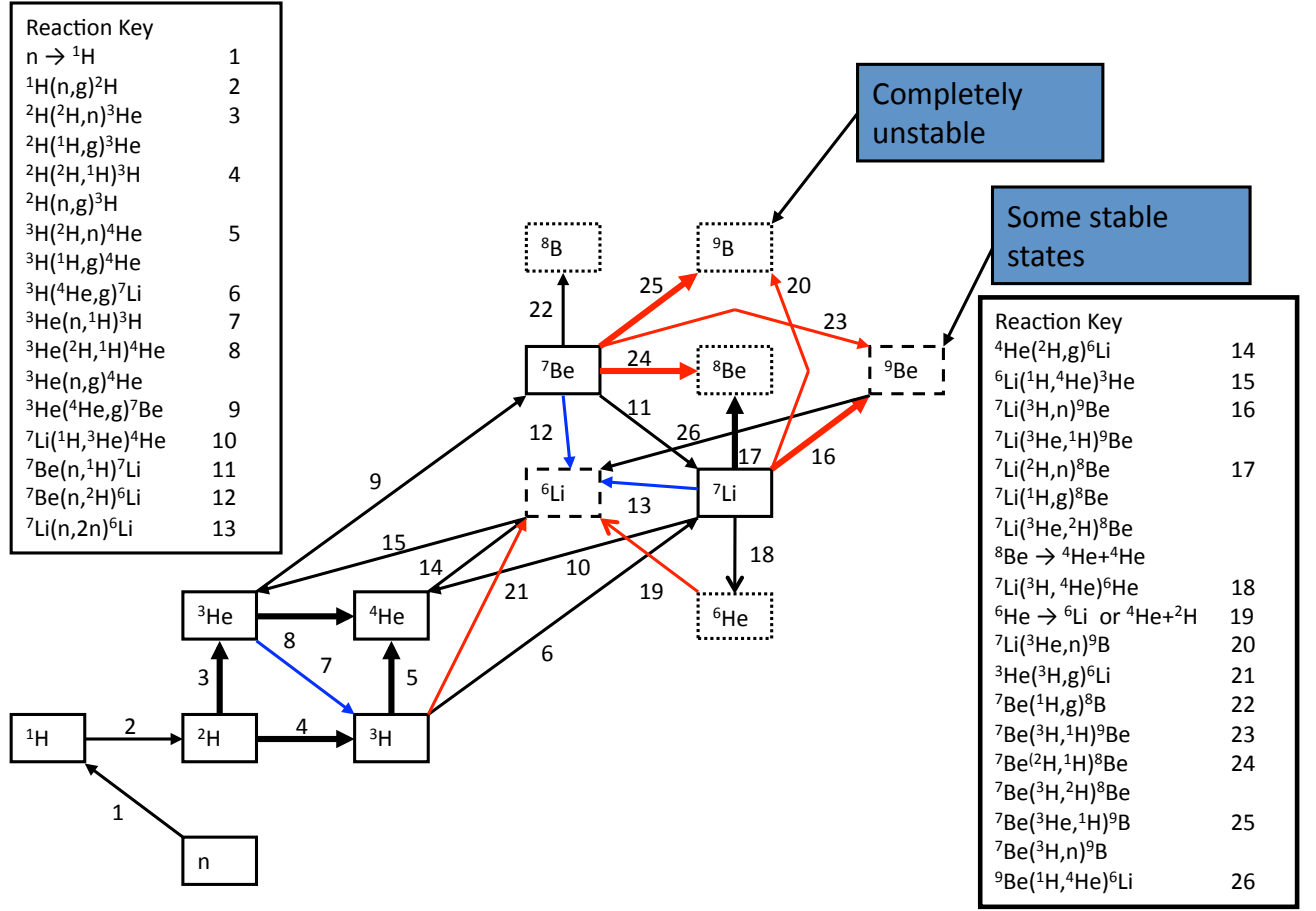 Reaction Key
n → ¹H 1
¹H(n,g)²H 2
²H(²H,n)³He 3
²H(¹H,g)³He
²H(²H,¹H)³H 4
²H(n,g)³H
³H(²H,n)⁴He 5
³H(¹H,g)⁴He
³H(⁴He,g)⁷Li 6
³He(n,¹H)³H 7
³He(²H,¹H)⁴He 8
³He(n,g)⁴He
³He(⁴He,g)⁷Be 9
⁷Li(¹H,³He)⁴He 10
⁷Be(n,¹H)⁷Li 11
⁷Be(n,²H)⁶Li 12
⁷Li(n,2n)⁶Li 13
Completely
unstable
Some stable
states
⁸B
⁹B
25
20
22
23
⁷Be
24
⁸Be
⁹Be
11
12
26
17
16
9
⁶Li
⁷Li
13
15
14
10
18
21
19
³He
⁴He
⁶He
8
7
6
3
5
¹H
2
²H
4
³H
1
n
Reaction Key
⁴He(²H,g)⁶Li 14
⁶Li(¹H,⁴He)³He 15
⁷Li(³H,n)⁹Be 16
⁷Li(³He,¹H)⁹Be
⁷Li(²H,n)⁸Be 17
⁷Li(¹H,g)⁸Be
⁷Li(³He,²H)⁸Be
⁸Be → ⁴He+⁴He
⁷Li(³H, ⁴He)⁶He 18
⁶He → ⁶Li or ⁴He+²H 19
⁷Li(³He,n)⁹B 20
³He(³H,g)⁶Li 21
⁷Be(¹H,g)⁸B 22
⁷Be(³H,¹H)⁹Be 23
⁷Be⁽²H,¹H)⁸Be 24
⁷Be(³H,²H)⁸Be
⁷Be(³He,¹H)⁹B 25
⁷Be(³H,n)⁹B
⁹Be(¹H,⁴He)⁶Li 26